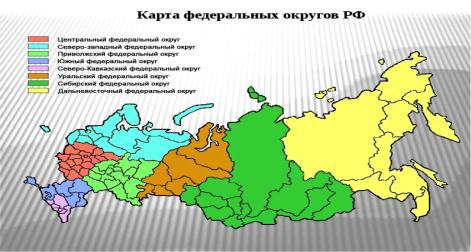 Карта федеральных округов РФ
Центральный федеральный округ
Северо-западный федеральный округ
Приволжский федеральный округ
Южный федеральный округ
Северо-Кавказский федеральный округ
Уральский федеральный округ
Сибирский федеральный округ
Дальневосточный федеральный округ